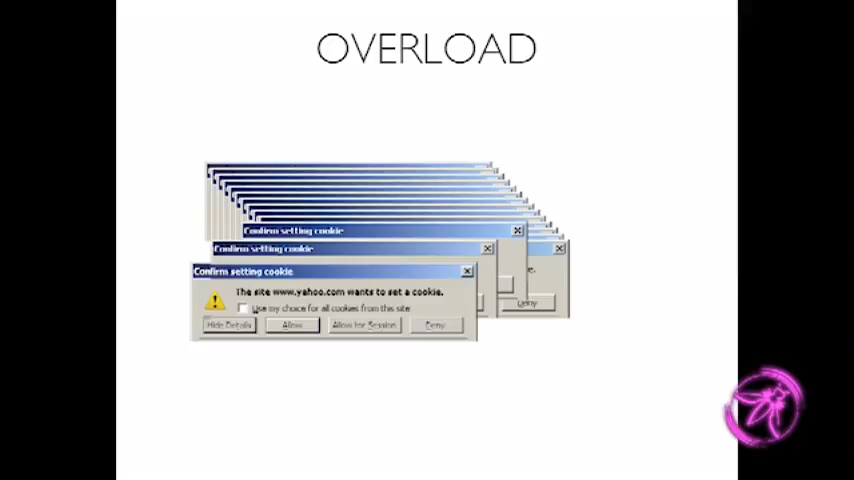 OVERLOAD
Confirm setting cookie
Confirm setting cookie
e.
Deny
Confirm setting cookie
The site www.yahoo.com wants to set a cookie.
Use my choice for all cookies from this site
Hide Details Allow Allow for Session Deny